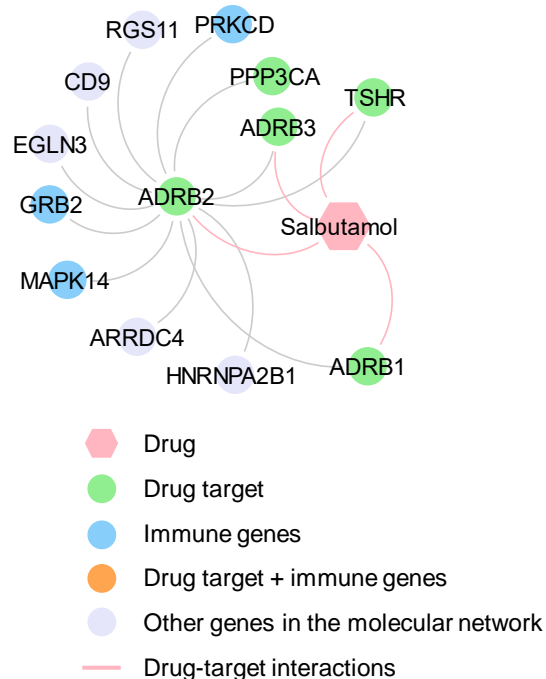 RGS11
PRKCD
CD9
PPP3CA
TSHR
ADRB3
EGLN3
GRB2
ADRB2
Salbutamol
MAPK14
ARRDC4
HNRNPA2B1
ADRB1
Drug
Drug target
Immune genes
Drug target + immune genes
Other genes in the molecular network
Drug-target interactions